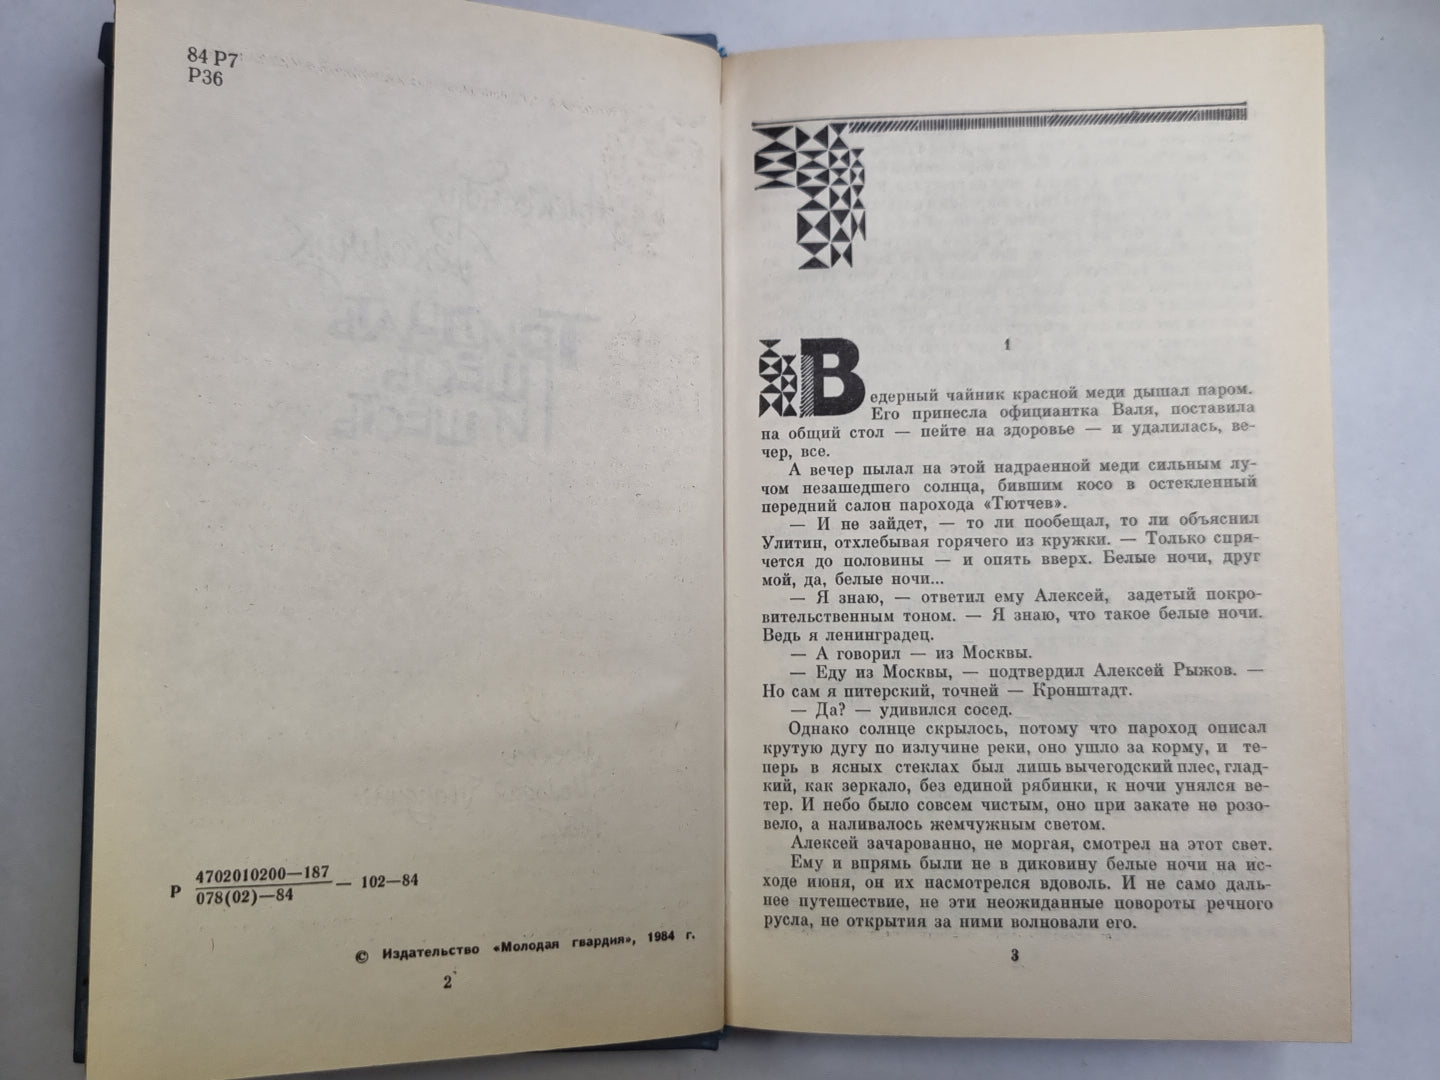 84 Р7
Р36
Р 4702010200—187
078(02)—84 — 102—84
© Издательство «Молодая гвардия», 1984 г.
2
1
Ведерный чайник красной меди дышал паром.
Его принесла официантка Валя, поставила
на общий стол — пейте на здоровье — и удалилась, ве-
чер, все.
А вечер пылал на этой надраенной меди сильным лу-
чом незашедшего солнца, бившим косо в остекленный
передний салон парохода «Тютчев».
— И не зайдет, — то ли пообещал, то ли объяснил
Улитин, отхлебывая горячего из кружки. — Только спря-
чется до половины — и опять вверх. Белые ночи, друг
мой, да, белые ночи...
— Я знаю, — ответил ему Алексей, задетый покро-
вительственным тоном. — Я знаю, что такое белые ночи.
Ведь я ленинградец.
— А говорил — из Москвы.
— Еду из Москвы, — подтвердил Алексей Рыжов. —
Но сам я питерский, точней — Кронштадт.
— Да? — удивился сосед.
Однако солнце скрылось, потому что пароход описал
крутую дугу по излучине реки, оно ушло за корму, и те-
перь в ясных стеклах был лишь вычегодский плес, глад-
кий, как зеркало, без единой рябинки, к ночи унялся ве-
тер. И небо было совсем чистым, оно при закате не розо-
вело, а наливалось жемчужным светом.
Алексей зачарованно, не моргая, смотрел на этот свет.
Ему и впрямь были не в диковину белые ночи на ис-
ходе июня, он их насмотрелся вдоволь. И не само даль-
нее путешествие, не эти неожиданные повороты речного
русла, не открытия за ними волновали его.
3